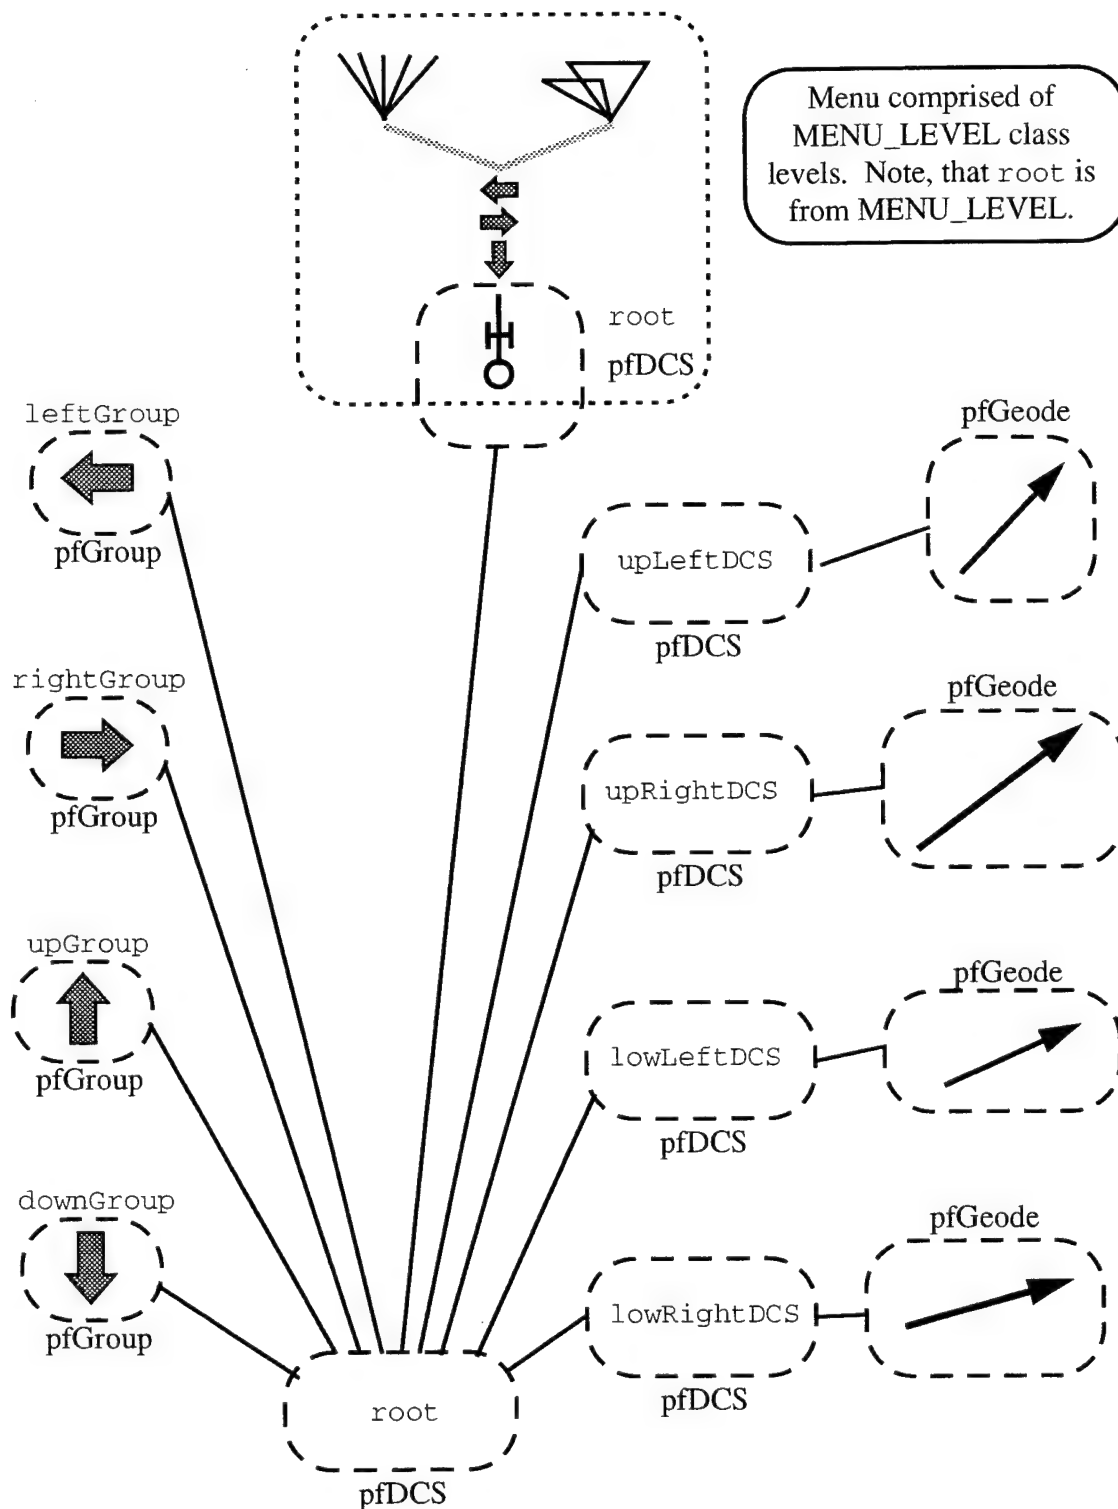 Menu comprised of
MENU_LEVEL class
levels. Note, that root is
from MENU_LEVEL.
root
pfDCS
leftGroup
pfGroup
pfGeode
upLeftDCS
pfDCS
rightGroup
pfGroup
pfGeode
upRightDCS
pfDCS
upGroup
pfGroup
pfGeode
lowLeftDCS
pfDCS
downGroup
pfGroup
pfGeode
lowRightDCS
pfDCS
root
pfDCS